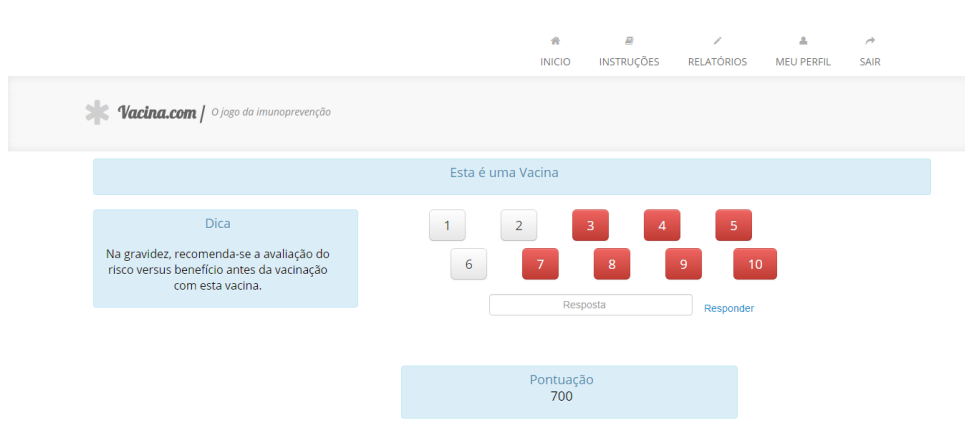 INICIO INSTRUÇÕES RELATÓRIOS MEU PERFIL SAIR
Vacina.com / O jogo da imunoprevenção
Esta é uma Vacina
Dica
Na gravidez, recomenda-se a avaliação do
risco versus benefício antes da vacinação
com esta vacina.
1 2 3 4 5
6 7 8 9 10
Resposta Responder
Pontuação
700